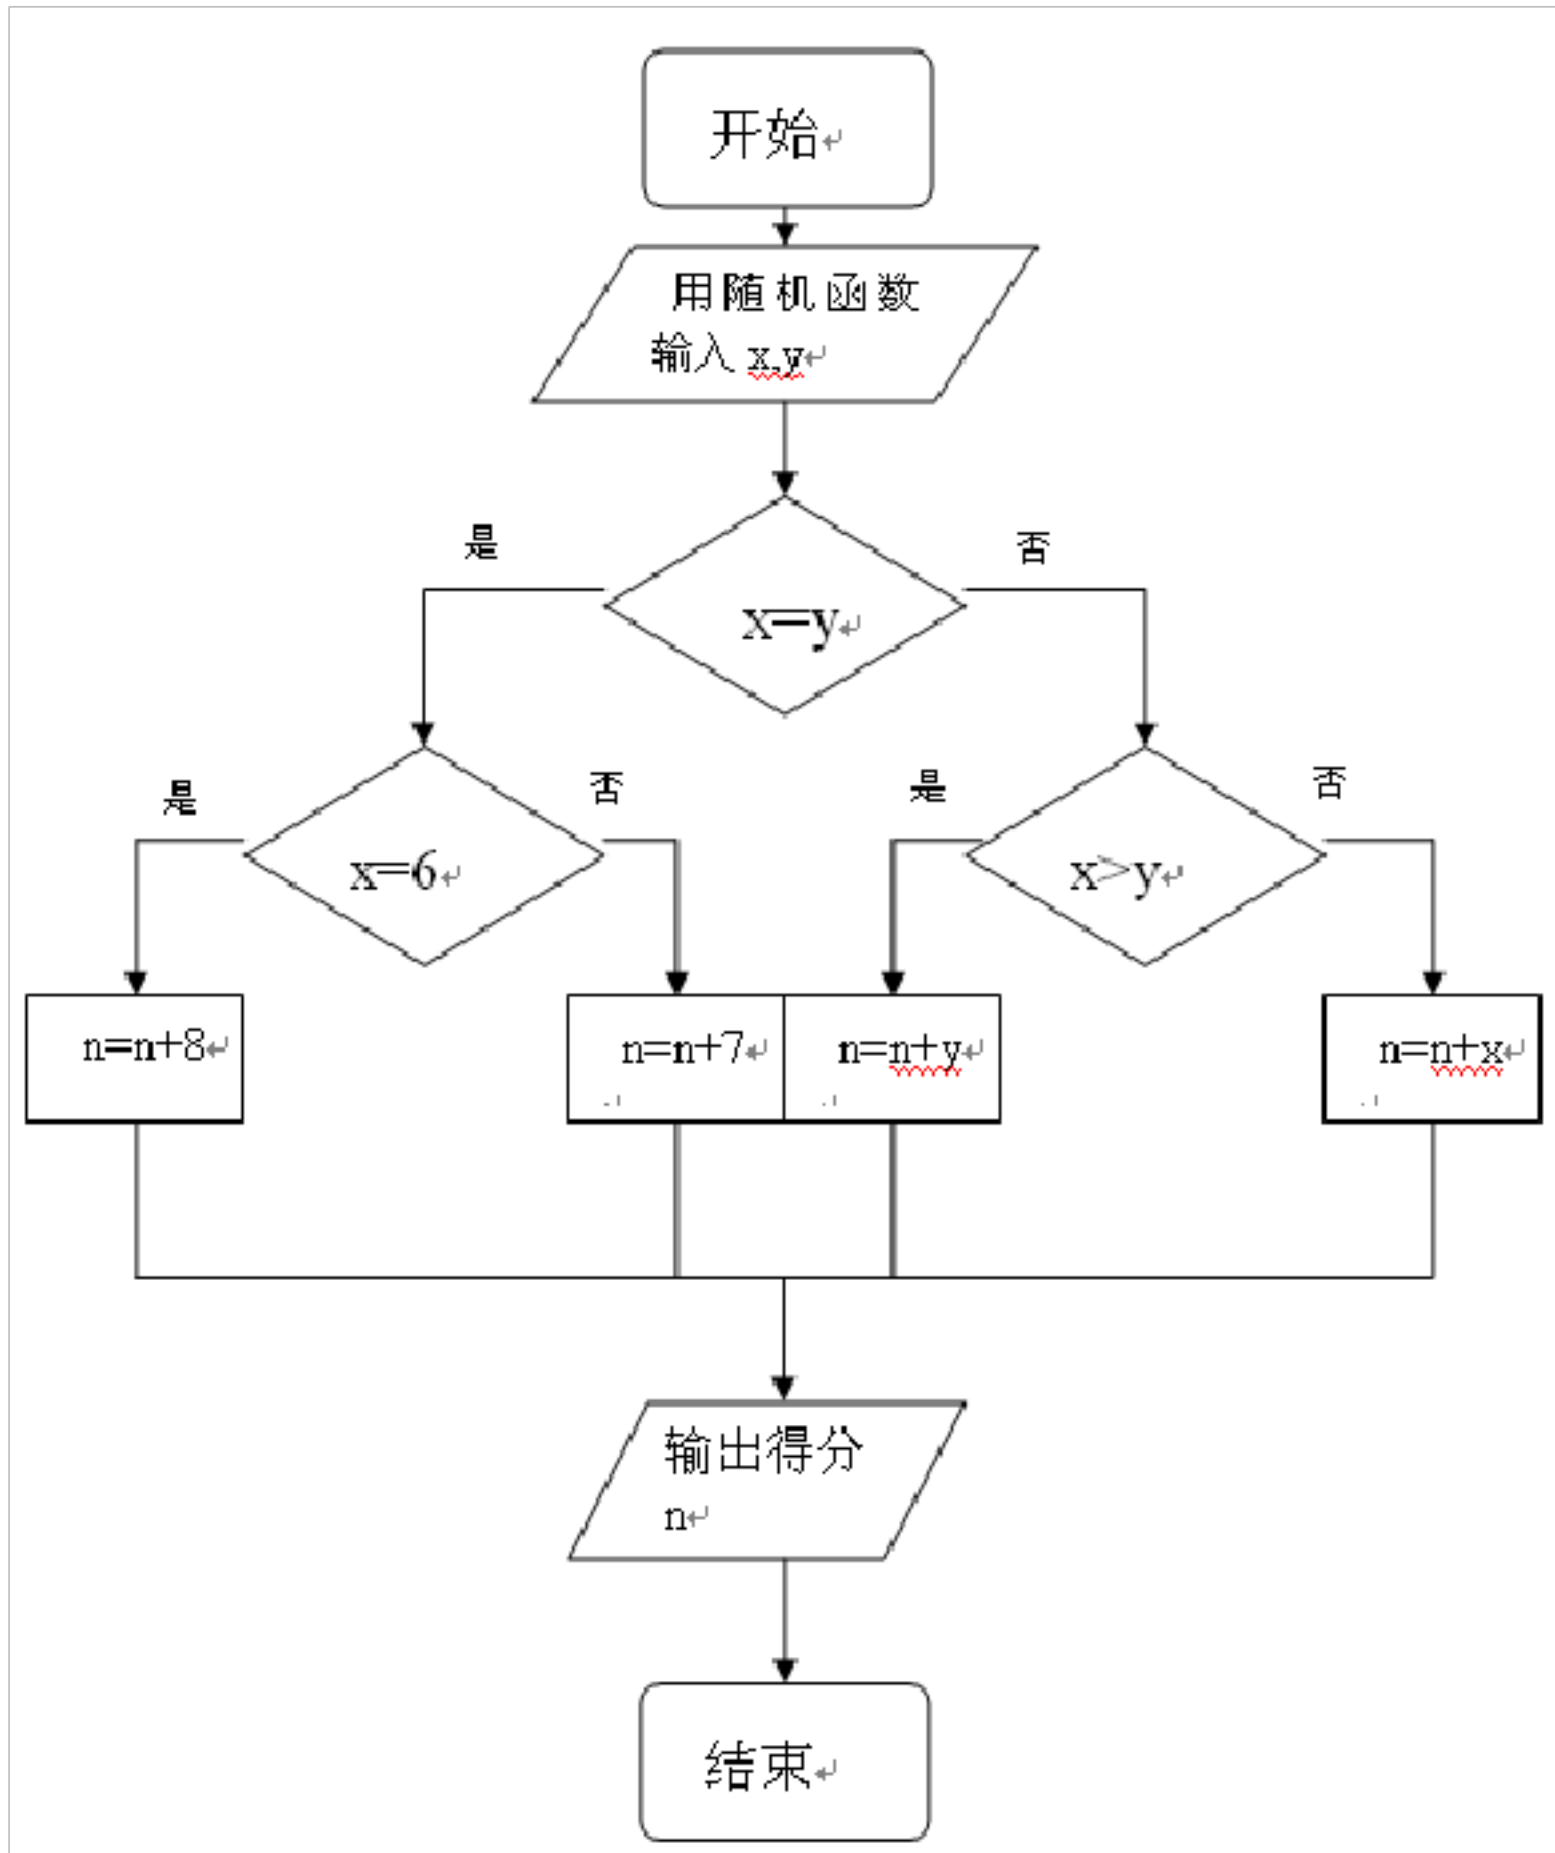 开始
用随机函数
输入 x,y
是
否
x=y
是
否
是
否
x=6
x>y
n=n+8
n=n+7
n=n+y
n=n+x
输出得分
n
结束